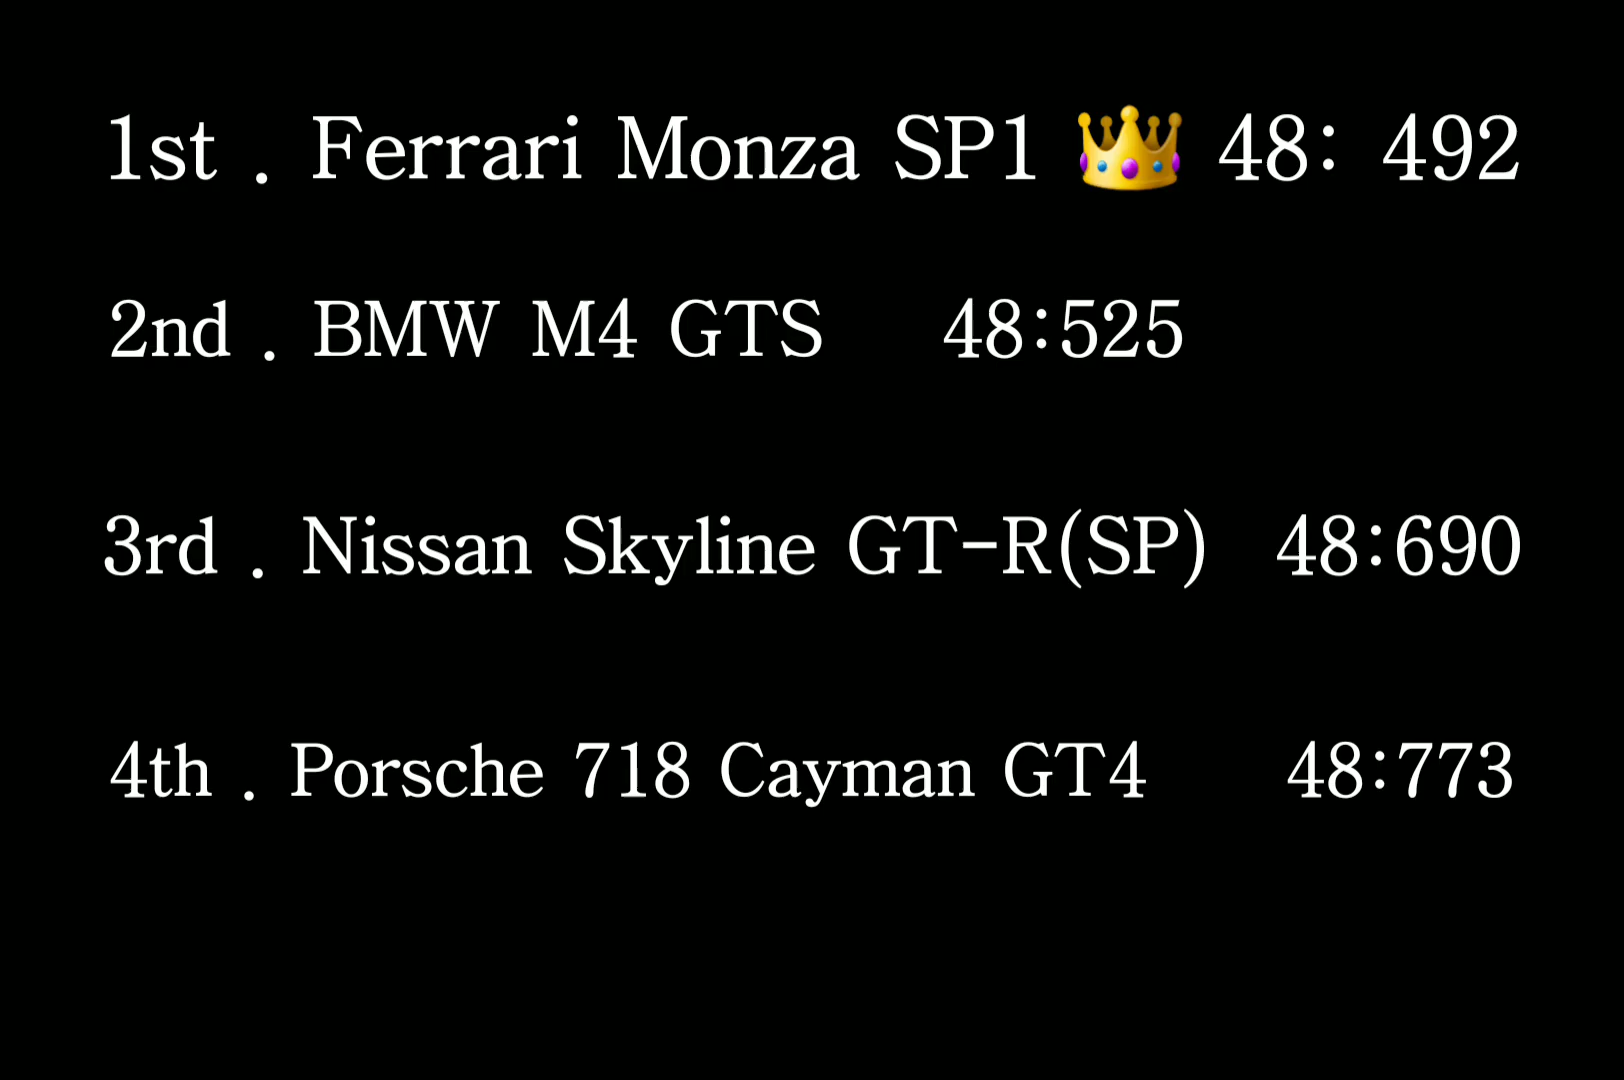 1st . Ferrari Monza SP1 👑 48: 492
2nd . BMW M4 GTS 48:525
3rd . Nissan Skyline GT-R(SP) 48:690
4th . Porsche 718 Cayman GT4 48:773